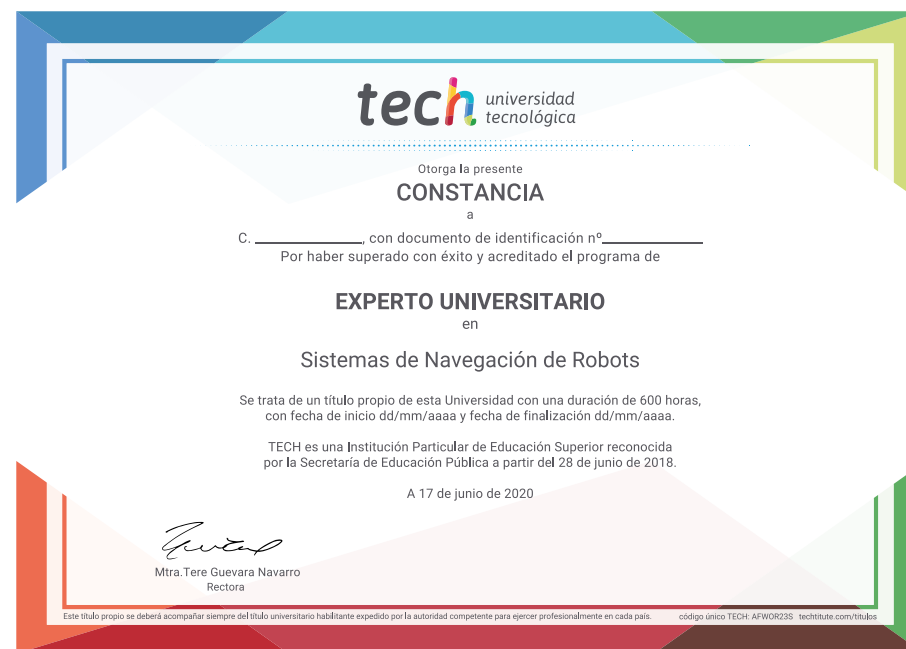 tech universidad
tecnológica
Otorga la presente
CONSTANCIA
a
C. ____________, con documento de identificación nº____________
Por haber superado con éxito y acreditado el programa de
EXPERTO UNIVERSITARIO
en
Sistemas de Navegación de Robots
Se trata de un título propio de esta Universidad con una duración de 600 horas,
con fecha de inicio dd/mm/aaaa y fecha de finalización dd/mm/aaaa.
TECH es una Institución Particular de Educación Superior reconocida
por la Secretaría de Educación Pública a partir del 28 de junio de 2018.
A 17 de junio de 2020
Mtra.Tere Guevara Navarro
Rectora
Este título propio se deberá acompañar siempre del título universitario habilitante expedido por la autoridad competente para ejercer profesionalmente en cada país. código único TECH: AFWOR23S techtitute.com/titulos